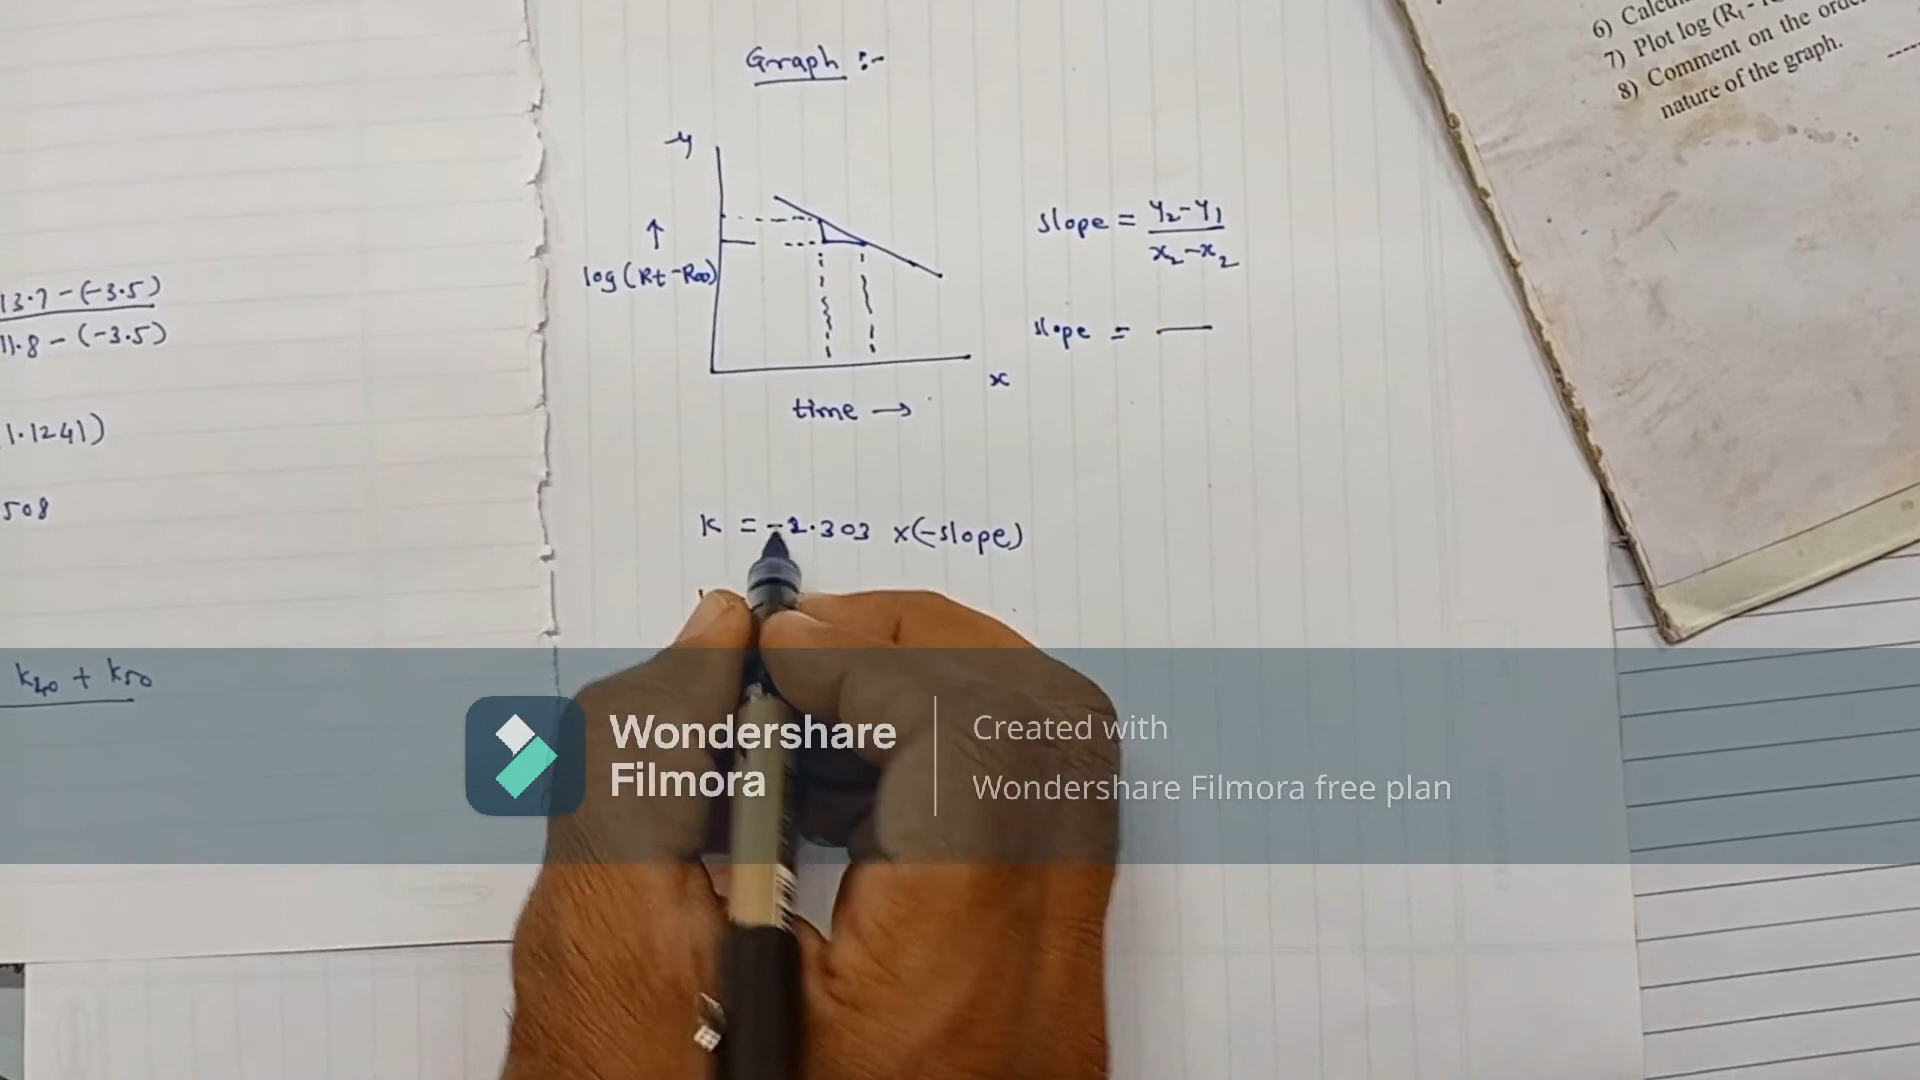 Graph :-
y
↑
log (Rt - R∞)
x
time →
slope = y₂-y₁ / x₂-x₂
slope = —
K = -2.303 x(-slope)
13.7 - (-3.5)
11.8 - (-3.5)
1.1241)
508
k40 + k50
6) Calcu
7) Plot log (Rt -
8) Comment on the orde
nature of the graph.
Wondershare
Filmora
Created with
Wondershare Filmora free plan